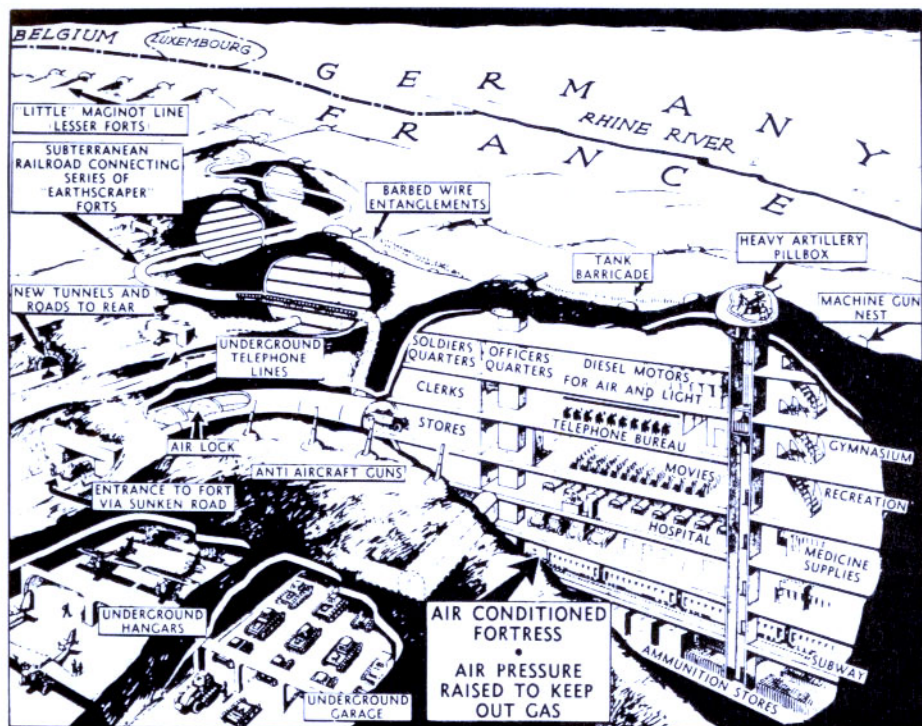 BELGIUM
LUXEMBOURG
GERMANY
FRANCE
RHINE RIVER
"LITTLE" MAGINOT LINE
(LESSER FORTS)
SUBTERRANEAN
RAILROAD CONNECTING
SERIES OF
"EARTHSCRAPER"
FORTS
BARBED WIRE
ENTANGLEMENTS
TANK
BARRICADE
HEAVY ARTILLERY
PILLBOX
MACHINE GUN
NEST
NEW TUNNELS AND
ROADS TO REAR
UNDERGROUND
TELEPHONE
LINES
SOLDIERS
QUARTERS
OFFICERS
QUARTERS
DIESEL MOTORS
FOR AIR AND LIGHT
CLERKS
STORES
TELEPHONE BUREAU
MOVIES
GYMNASIUM
RECREATION
HOSPITAL
MEDICINE
SUPPLIES
AIR LOCK
ANTI AIRCRAFT GUNS
ENTRANCE TO FORT
VIA SUNKEN ROAD
UNDERGROUND
HANGARS
UNDERGROUND
GARAGE
AIR CONDITIONED
FORTRESS
•
AIR PRESSURE
RAISED TO KEEP
OUT GAS
SUBWAY
AMMUNITION STORES